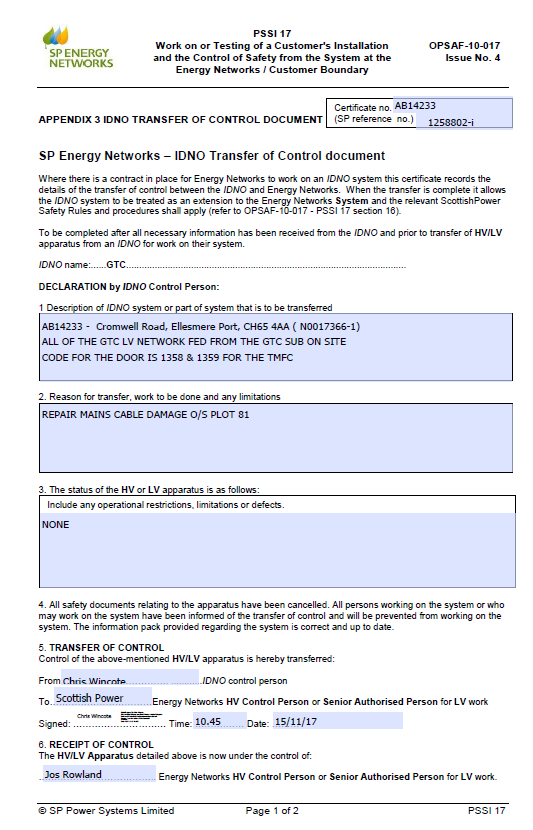 SP ENERGY
NETWORKS
PSSI 17
Work on or Testing of a Customer's Installation
and the Control of Safety from the System at the
Energy Networks / Customer Boundary
OPSAF-10-017
Issue No. 4
APPENDIX 3 IDNO TRANSFER OF CONTROL DOCUMENT
Certificate no. AB14233
(SP reference no.) 1258802-i
SP Energy Networks – IDNO Transfer of Control document
Where there is a contract in place for Energy Networks to work on an IDNO system this certificate records the
details of the transfer of control between the IDNO and Energy Networks. When the transfer is complete it allows
the IDNO system to be treated as an extension to the Energy Networks System and the relevant ScottishPower
Safety Rules and procedures shall apply (refer to OPSAF-10-017 - PSSI 17 section 16).
To be completed after all necessary information has been received from the IDNO and prior to transfer of HV/LV
apparatus from an IDNO for work on their system.
IDNO name:......GTC......
DECLARATION by IDNO Control Person:
1 Description of IDNO system or part of system that is to be transferred
AB14233 - Cromwell Road, Ellesmere Port, CH65 4AA ( N0017366-1)
ALL OF THE GTC LV NETWORK FED FROM THE GTC SUB ON SITE
CODE FOR THE DOOR IS 1358 & 1359 FOR THE TMFC
2. Reason for transfer, work to be done and any limitations
REPAIR MAINS CABLE DAMAGE O/S PLOT 81
3. The status of the HV or LV apparatus is as follows:
Include any operational restrictions, limitations or defects.
NONE
4. All safety documents relating to the apparatus have been cancelled. All persons working on the system or who
may work on the system have been informed of the transfer of control and will be prevented from working on the
system. The information pack provided regarding the system is correct and up to date.
5. TRANSFER OF CONTROL
Control of the above-mentioned HV/LV apparatus is hereby transferred:
From Chris Wincote .IDNO control person
To. Scottish Power Energy Networks HV Control Person or Senior Authorised Person for LV work
Signed: Chris Wincote Time: 10.45 Date: 15/11/17
6. RECEIPT OF CONTROL
The HV/LV Apparatus detailed above is now under the control of:
Jos Rowland Energy Networks HV Control Person or Senior Authorised Person for LV work.
© SP Power Systems Limited Page 1 of 2 PSSI 17